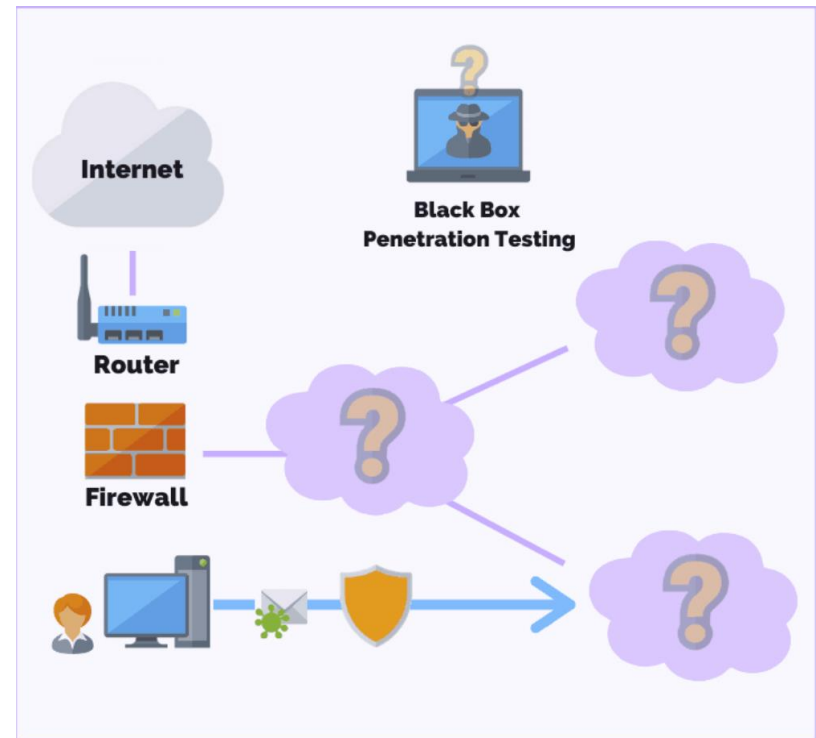 Internet
Black Box
Penetration Testing
Router
Firewall
?
?
?
?